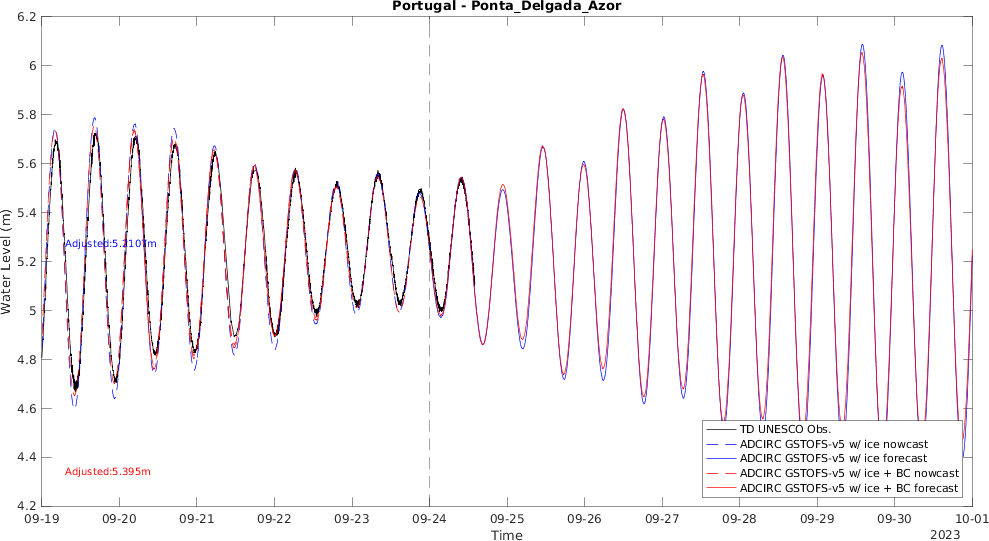 Portugal - Ponta_Delgada_Azor
6.2
6
5.8
5.6
5.4
5.2
5
4.8
4.6
4.4
4.2
Water Level (m)
Adjusted:5.2107m
Adjusted:5.395m
TD UNESCO Obs.
ADCIRC GSTOFS-v5 w/ ice nowcast
ADCIRC GSTOFS-v5 w/ ice forecast
ADCIRC GSTOFS-v5 w/ ice + BC nowcast
ADCIRC GSTOFS-v5 w/ ice + BC forecast
09-19 09-20 09-21 09-22 09-23 09-24 09-25 09-26 09-27 09-28 09-29 09-30 10-01
Time
2023